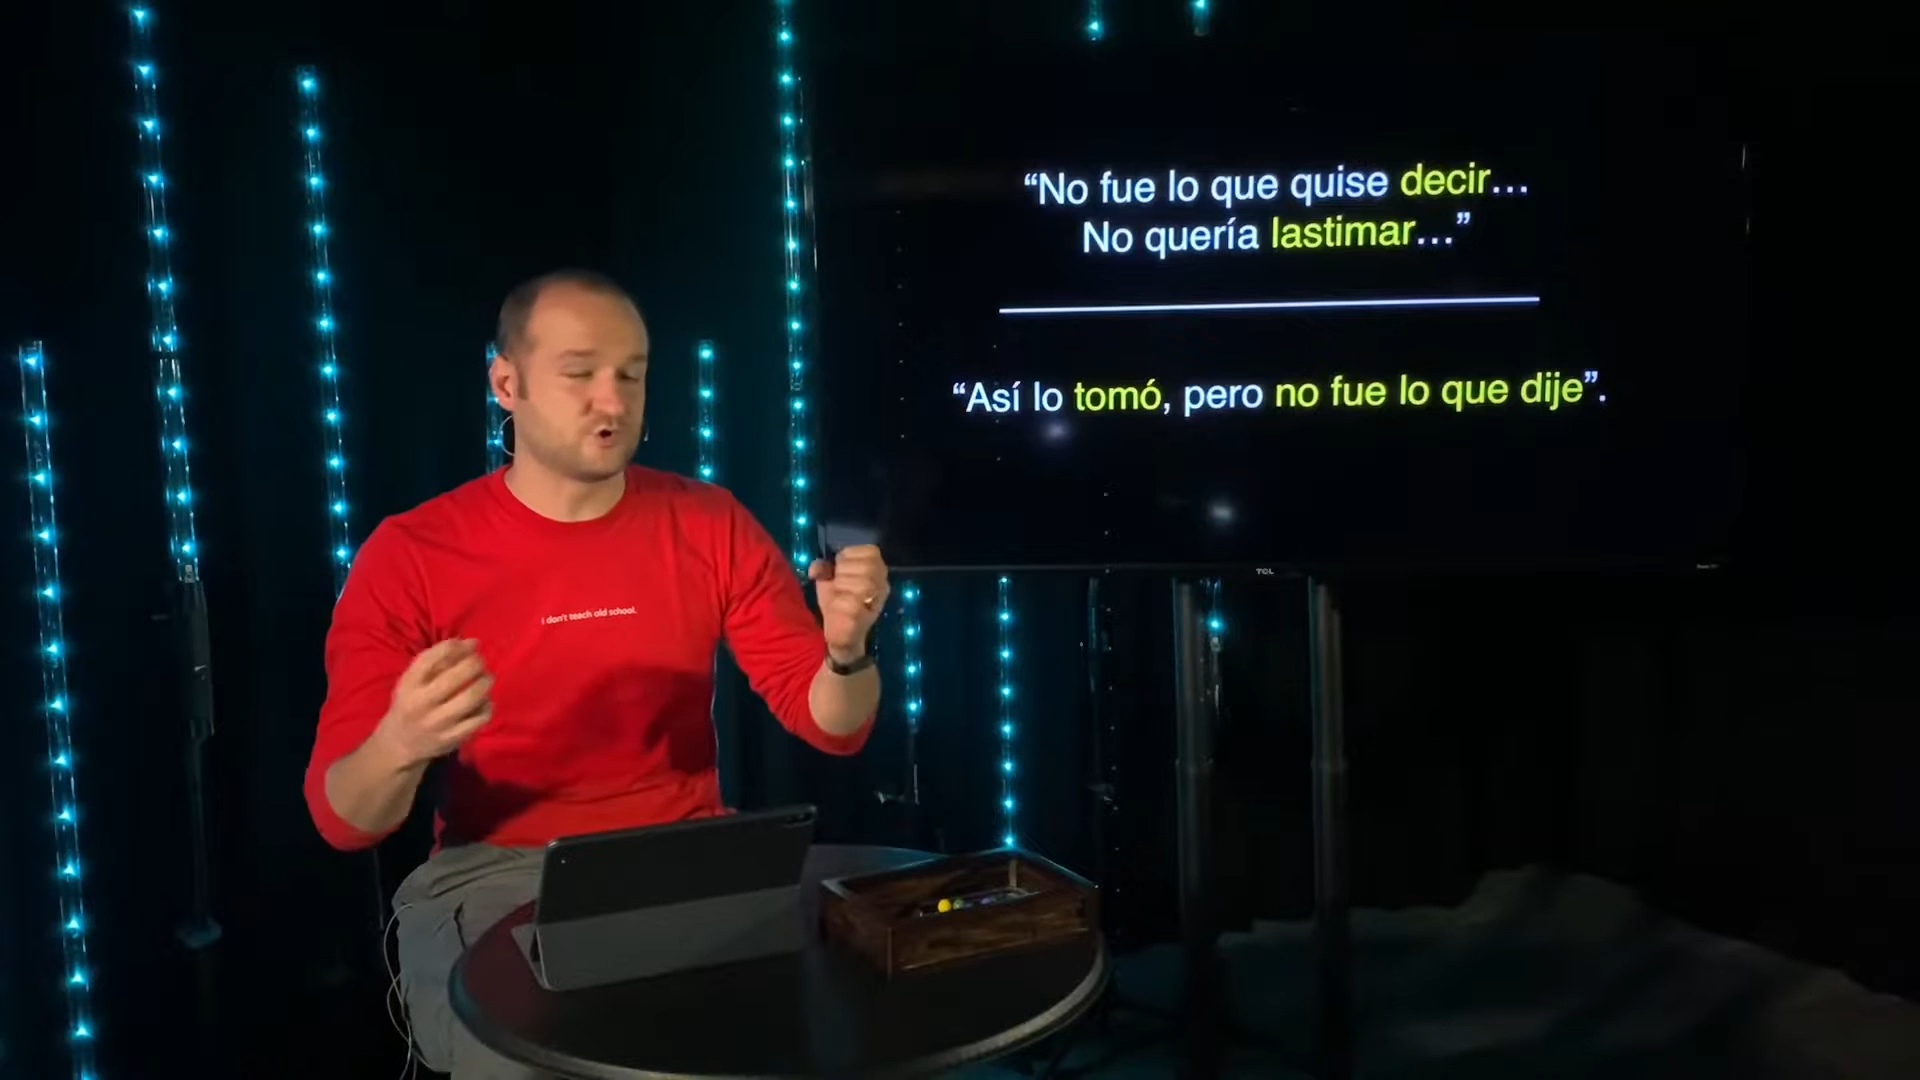 “No fue lo que quise decir…
No quería lastimar…”
“Así lo tomó, pero no fue lo que dije”.
i don't teach old school.
TCL